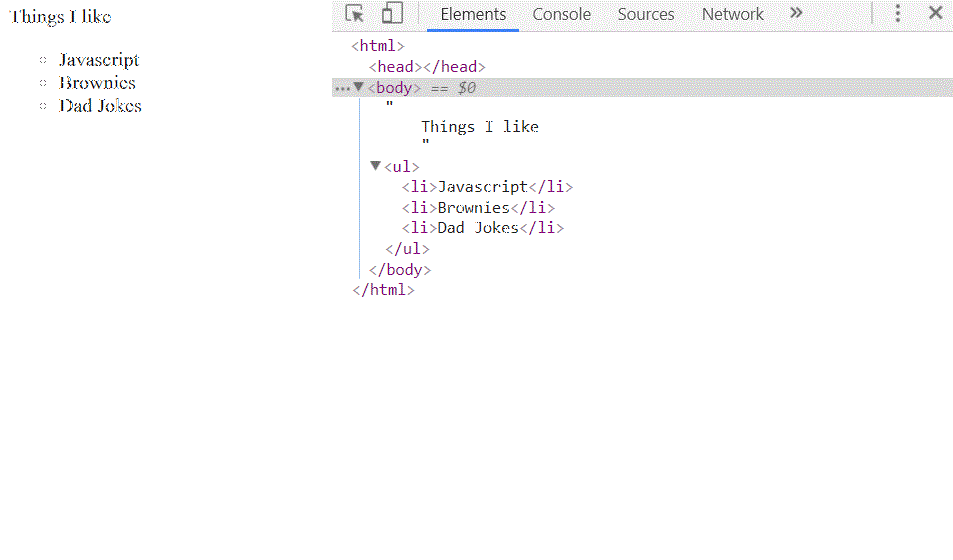 Things I like
Javascript
Brownies
Dad Jokes
Elements Console Sources Network »
<html>
<head></head>
<body> == $0
"
Things I like
"
<ul>
<li>Javascript</li>
<li>Brownies</li>
<li>Dad Jokes</li>
</ul>
</body>
</html>